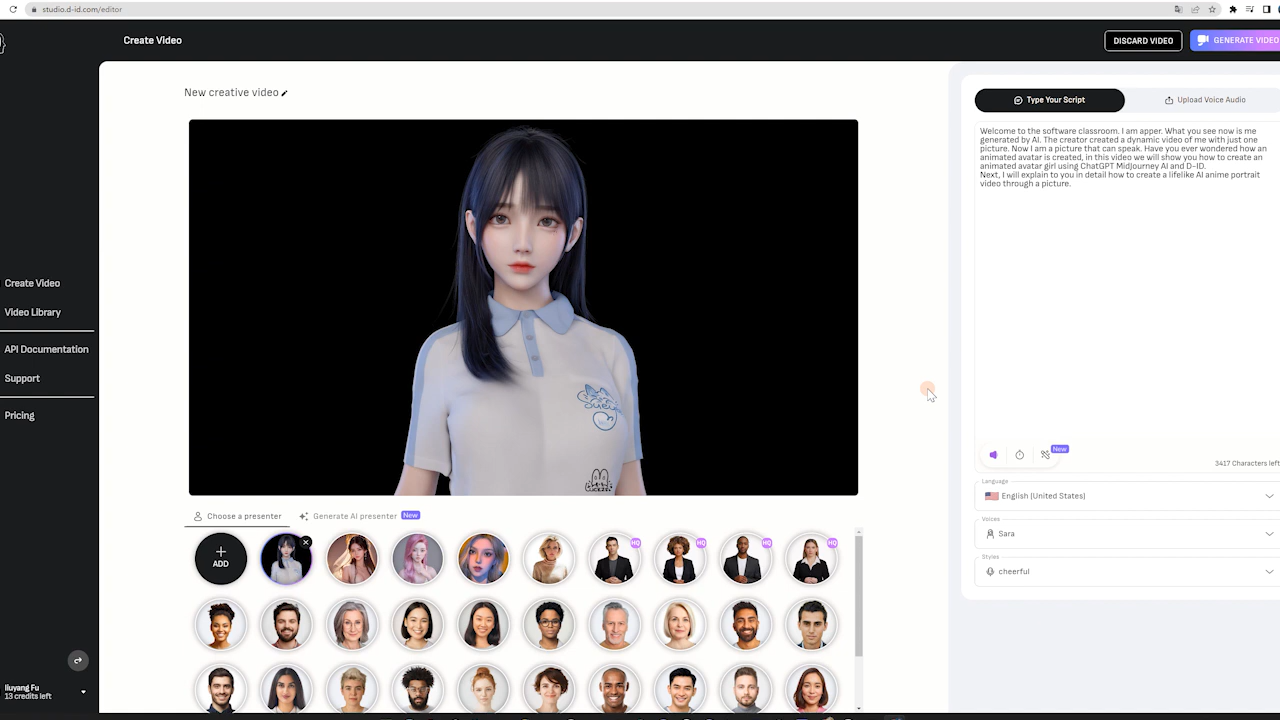 studio.d-id.com/editor
Create Video
DISCARD VIDEO
GENERATE VIDEO
New creative video
Type Your Script
Upload Voice Audio
Welcome to the software classroom. I am apper. What you see now is me
generated by AI. The creator created a dynamic video of me with just one
picture. Now I am a picture that can speak. Have you ever wondered how an
animated avatar is created, in this video we will show you how to create an
animated avatar girl using ChatGPT MidJourney AI and D-ID.
Next, I will explain to you in detail how to create a lifelike AI anime portrait
video through a picture.
Create Video
Video Library
API Documentation
Support
Pricing
New
3417 Characters left
Language
English (United States)
Voices
Sara
Styles
cheerful
Choose a presenter
Generate AI presenter
New
ADD
HQ
HQ
HQ
HQ
liuyang Fu
13 credits left